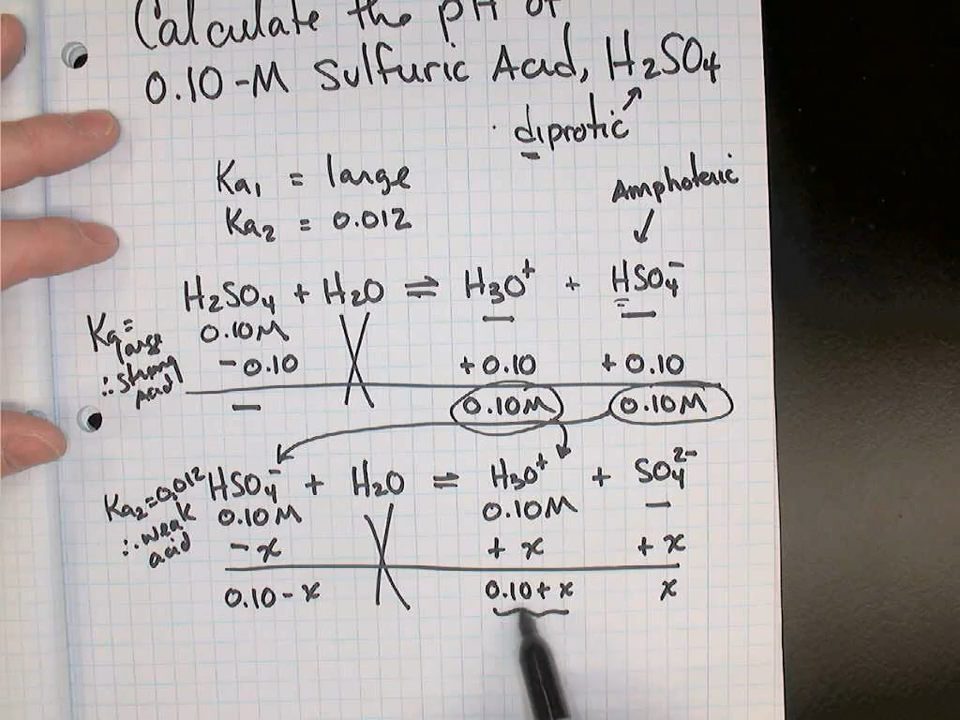 Calculate the pH of
0.10-M Sulfuric Acid, H2SO4
diprotic
Ka1 = large
Amphoteric
Ka2 = 0.012
H2SO4 + H2O ⇌ H3O+ + HSO4-
Ka= large ∴ strong acid
0.10M
-0.10 +0.10 +0.10
— 0.10M 0.10M
Ka2=0.012 ∴ weak acid
HSO4- + H2O ⇌ H3O+ + SO4 2-
0.10M 0.10M —
-x + x + x
0.10-x 0.10+x x